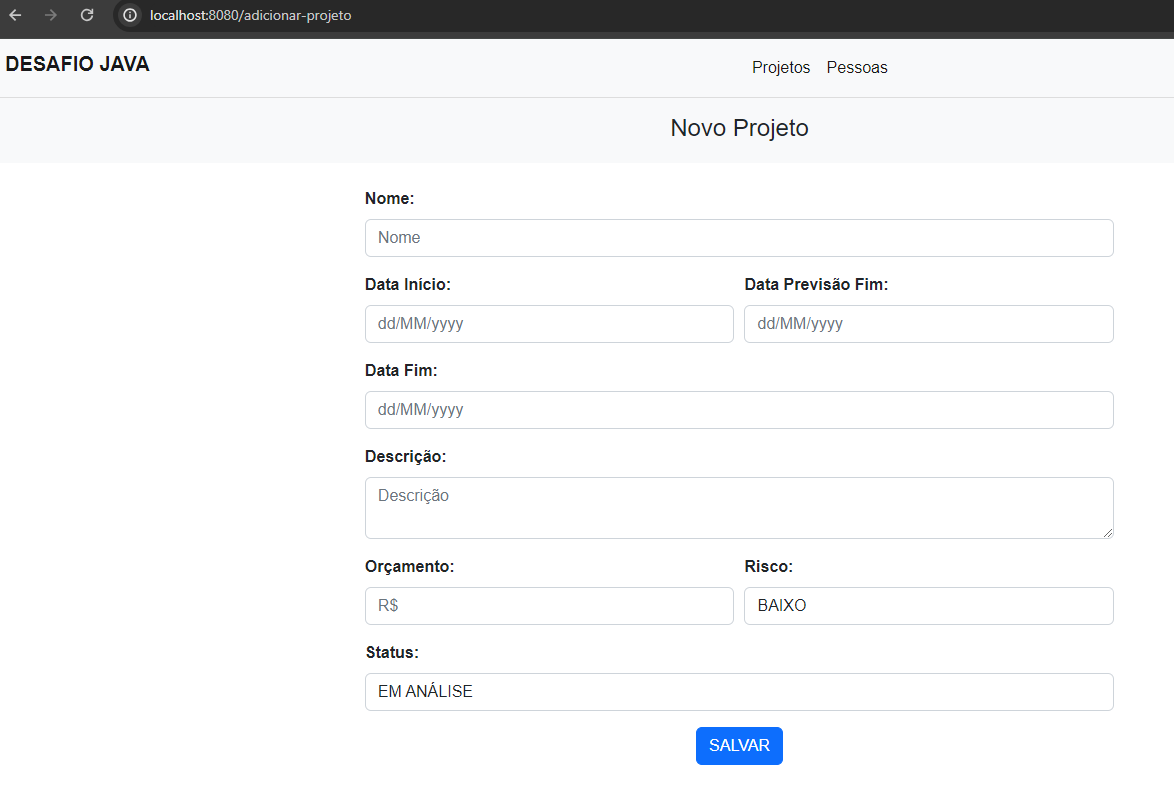 localhost:8080/adicionar-projeto
DESAFIO JAVA
Projetos Pessoas
Novo Projeto
Nome:
Nome
Data Início: Data Previsão Fim:
dd/MM/yyyy dd/MM/yyyy
Data Fim:
dd/MM/yyyy
Descrição:
Descrição
Orçamento: Risco:
R$ BAIXO
Status:
EM ANÁLISE
SALVAR